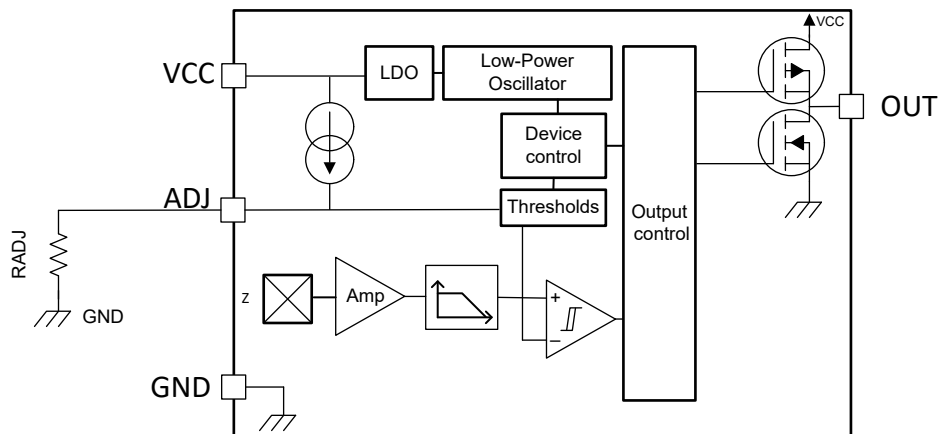 VCC
VCC
LDO
Low-Power
Oscillator
OUT
Device
control
ADJ
Thresholds
Output
control
RADJ
GND
Z
Amp
+
−
GND